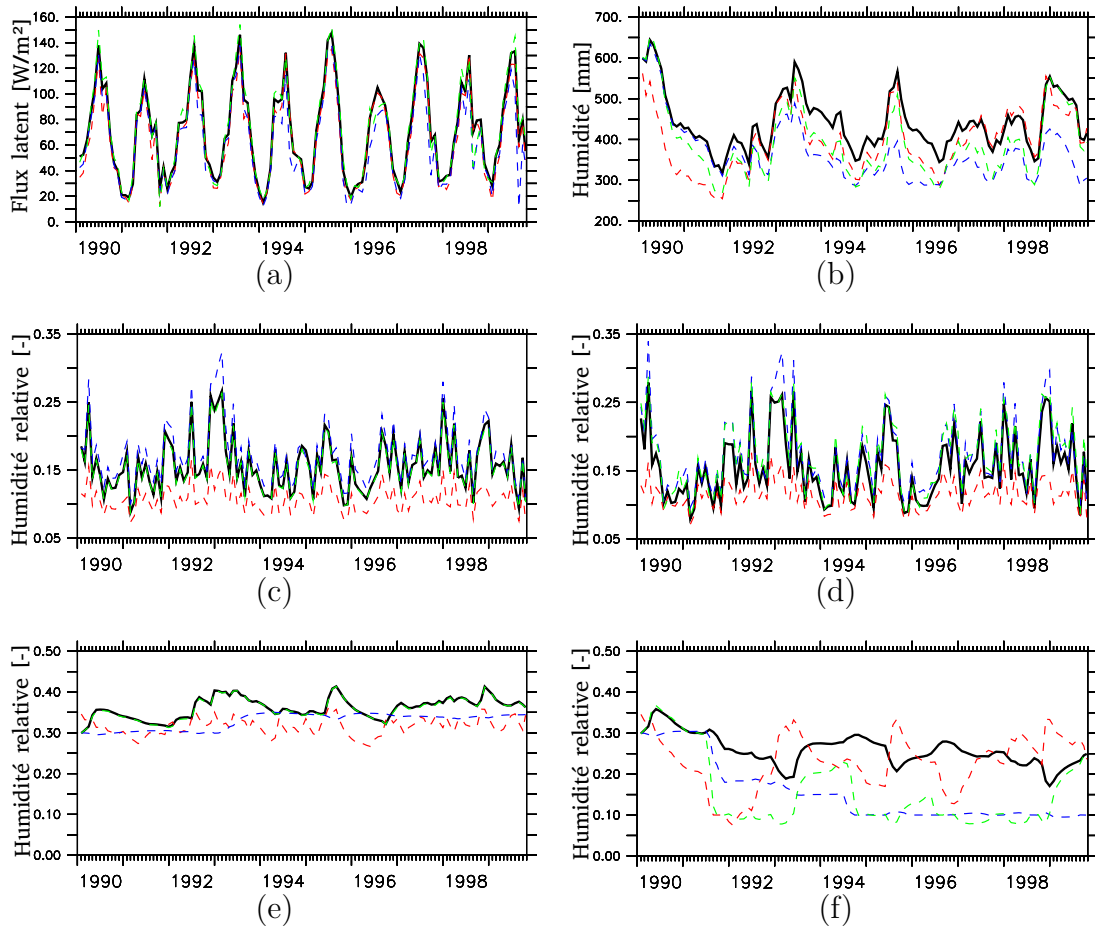 160.
140.
120.
100.
80.
60.
40.
20.
0.
Flux latent [W/m²]
1990 1992 1994 1996 1998
(a)
700.
600.
500.
400.
300.
200.
Humidité [mm]
1990 1992 1994 1996 1998
(b)
0.35
0.25
0.15
0.05
Humidité relative [-]
1990 1992 1994 1996 1998
(c)
0.35
0.25
0.15
0.05
Humidité relative [-]
1990 1992 1994 1996 1998
(d)
0.50
0.40
0.30
0.20
0.10
0.00
Humidité relative [-]
1990 1992 1994 1996 1998
(e)
0.50
0.40
0.30
0.20
0.10
0.00
Humidité relative [-]
1990 1992 1994 1996 1998
(f)